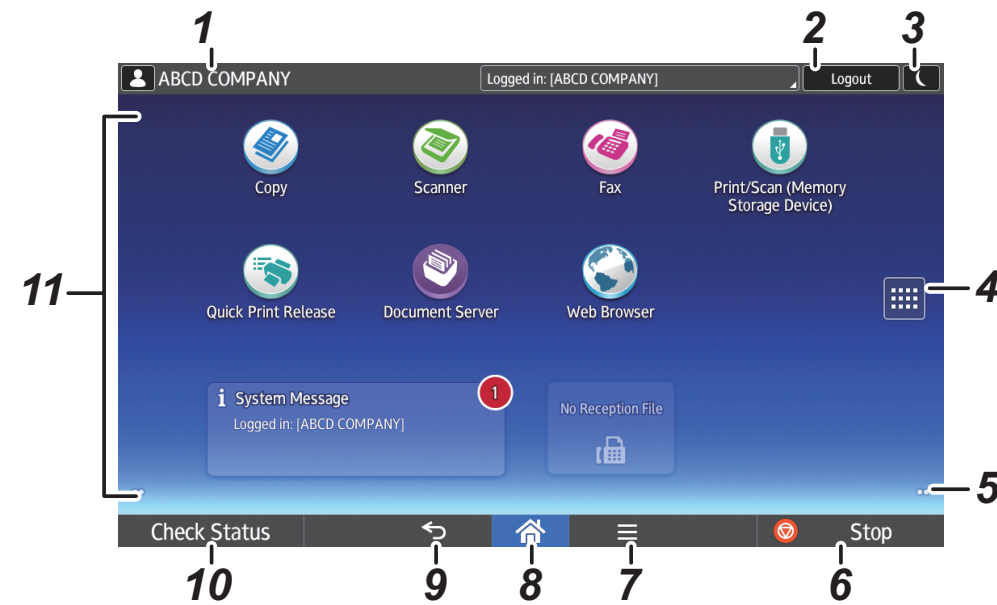 1
2
3
ABCD COMPANY
Logged in: [ABCD COMPANY]
Logout
Copy
Scanner
Fax
Print/Scan (Memory
Storage Device)
11
4
Quick Print Release
Document Server
Web Browser
i System Message
1
Logged in: [ABCD COMPANY]
No Reception File
5
Check Status
Stop
10
9
8
7
6